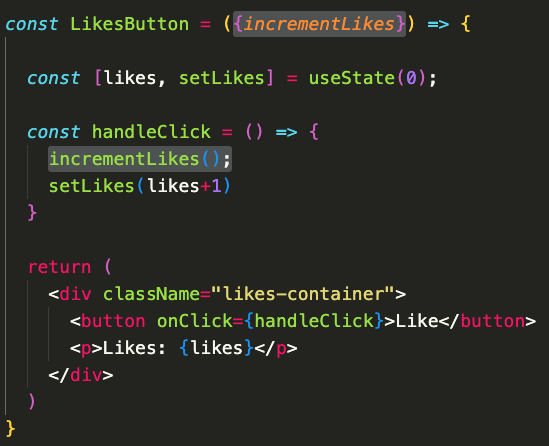 const LikesButton = ({incrementLikes}) => {
const [likes, setLikes] = useState(0);
const handleClick = () => {
incrementLikes();
setLikes(likes+1)
}
return (
<div className="likes-container">
<button onClick={handleClick}>Like</button>
<p>Likes: {likes}</p>
</div>
)
}